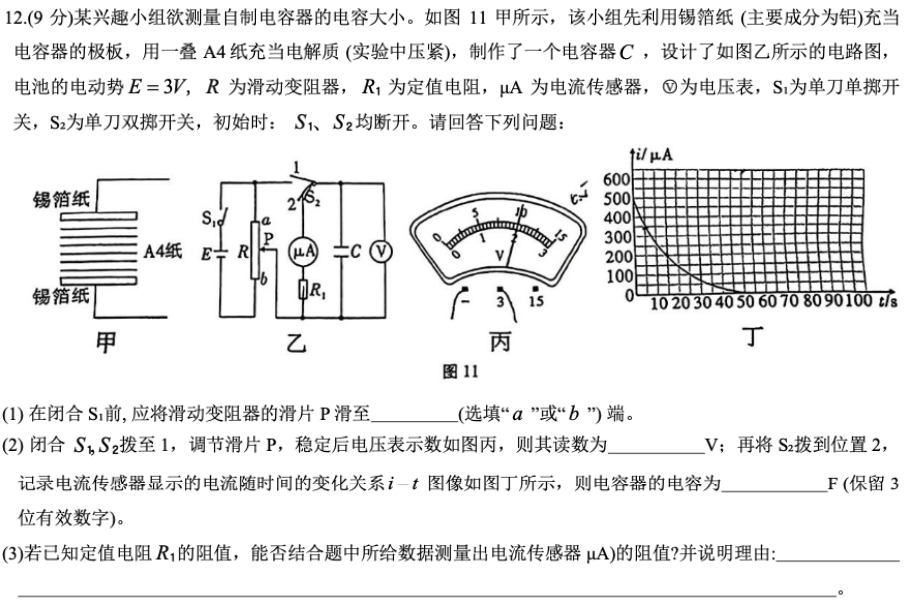 12.(9 分)某兴趣小组欲测量自制电容器的电容大小。如图 11 甲所示，该小组先利用锡箔纸 (主要成分为铝)充当
电容器的极板，用一叠 A4 纸充当电解质 (实验中压紧)，制作了一个电容器 C ，设计了如图乙所示的电路图，
电池的电动势 E = 3V, R 为滑动变阻器， R₁ 为定值电阻，μA 为电流传感器，Ⓥ为电压表，S₁为单刀单掷开
关，S₂为单刀双掷开关，初始时： S₁、S₂均断开。请回答下列问题：
锡箔纸
A4纸
锡箔纸
甲
1
2
S₂
S₁
a
P
E
R
b
μA
R₁
C
V
乙
0 5 10 15
0 1 2 3
V
− 3 15
丙
i/μA
600
500
400
300
200
100
0
10 20 30 40 50 60 70 80 90 100 t/s
丁
图 11
(1) 在闭合 S₁前, 应将滑动变阻器的滑片 P 滑至________(选填“a ”或“b ”) 端。
(2) 闭合 S₁,S₂拨至 1，调节滑片 P，稳定后电压表示数如图丙，则其读数为________V；再将 S₂拨到位置 2，
记录电流传感器显示的电流随时间的变化关系 i－t 图像如图丁所示，则电容器的电容为________F (保留 3
位有效数字)。
(3)若已知定值电阻 R₁的阻值，能否结合题中所给数据测量出电流传感器 μA)的阻值?并说明理由:________
________。